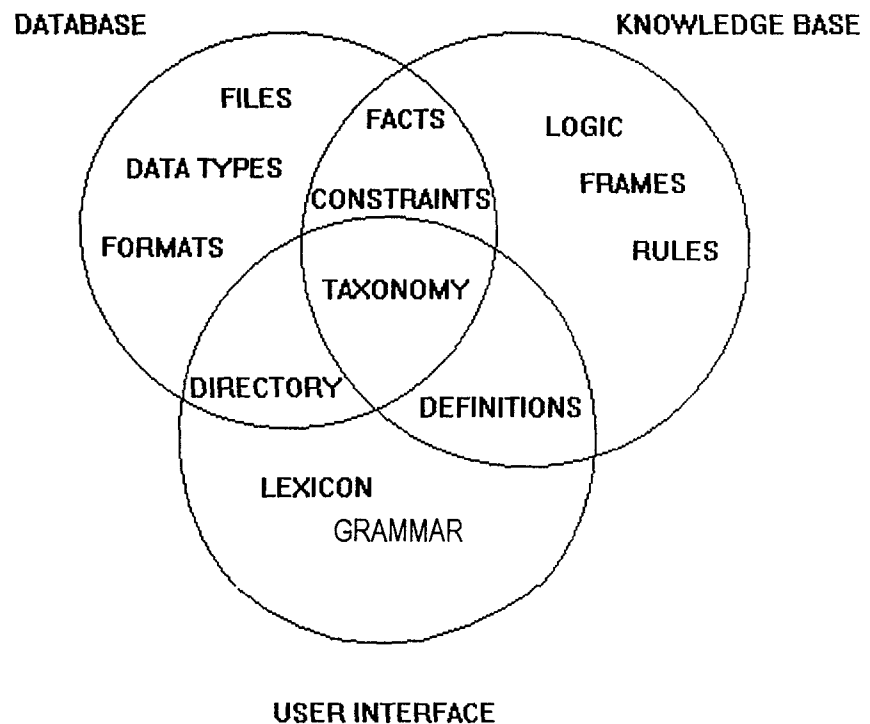 DATABASE
KNOWLEDGE BASE
FILES
FACTS
LOGIC
DATA TYPES
FRAMES
CONSTRAINTS
FORMATS
RULES
TAXONOMY
DIRECTORY
DEFINITIONS
LEXICON
GRAMMAR
USER INTERFACE